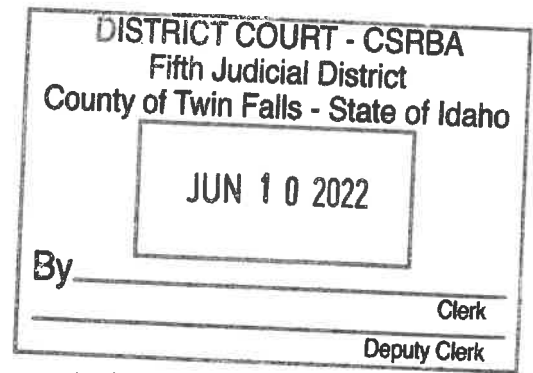 DISTRICT COURT - CSRBA
Fifth Judicial District
County of Twin Falls - State of Idaho
JUN 10 2022
By
Clerk
Deputy Clerk